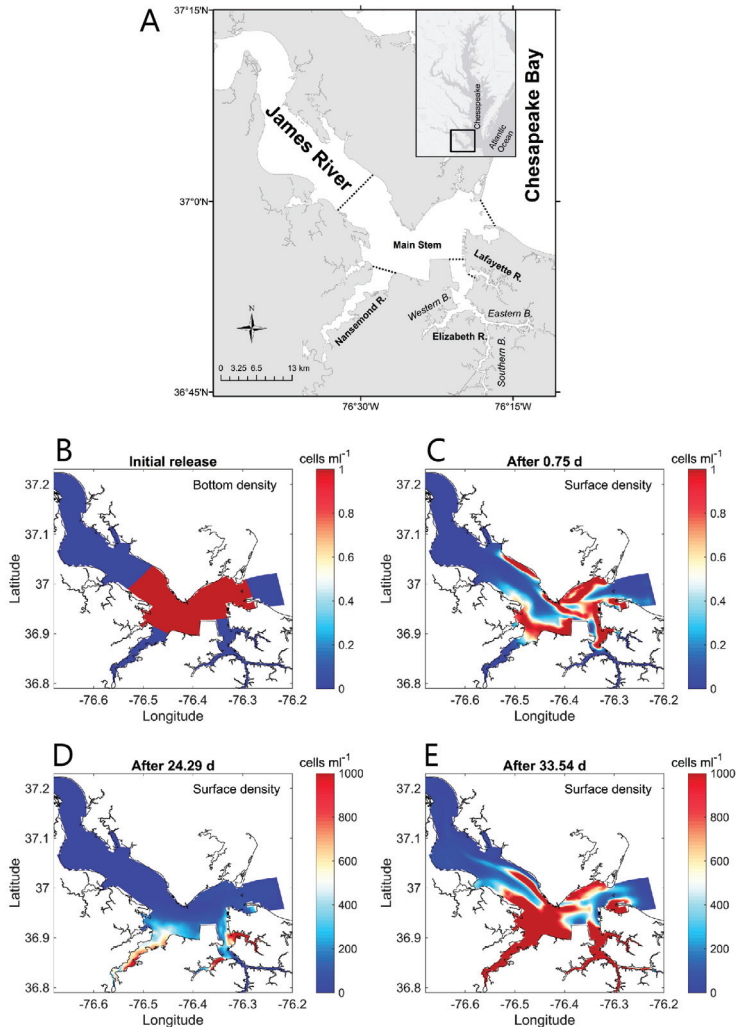 A
37°15'N
37°0'N
36°45'N
76°30'W
76°15'W
James River
Chesapeake Bay
Chesapeake
Atlantic
Ocean
Main Stem
Lafayette R.
Western B.
Eastern B.
Nansemond R.
Elizabeth R.
Southern B.
N
0 3.25 6.5 13 km
B
Initial release
cells ml⁻¹
Bottom density
Latitude
37.2
37.1
37
36.9
36.8
-76.6 -76.5 -76.4 -76.3 -76.2
Longitude
1
0.8
0.6
0.4
0.2
0
C
After 0.75 d
cells ml⁻¹
Surface density
Latitude
37.2
37.1
37
36.9
36.8
-76.6 -76.5 -76.4 -76.3 -76.2
Longitude
1
0.8
0.6
0.4
0.2
0
D
After 24.29 d
cells ml⁻¹
Surface density
Latitude
37.2
37.1
37
36.9
36.8
-76.6 -76.5 -76.4 -76.3 -76.2
Longitude
1000
800
600
400
200
0
E
After 33.54 d
cells ml⁻¹
Surface density
Latitude
37.2
37.1
37
36.9
36.8
-76.6 -76.5 -76.4 -76.3 -76.2
Longitude
1000
800
600
400
200
0